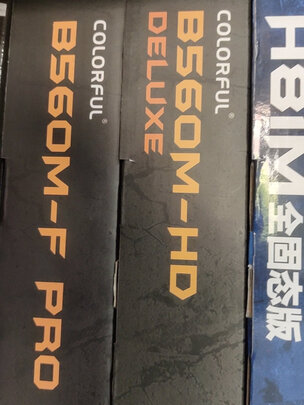 COLORFUL®
B560M-F PRO
COLORFUL®
B560M-HD
DELUXE
H81M 全固态版